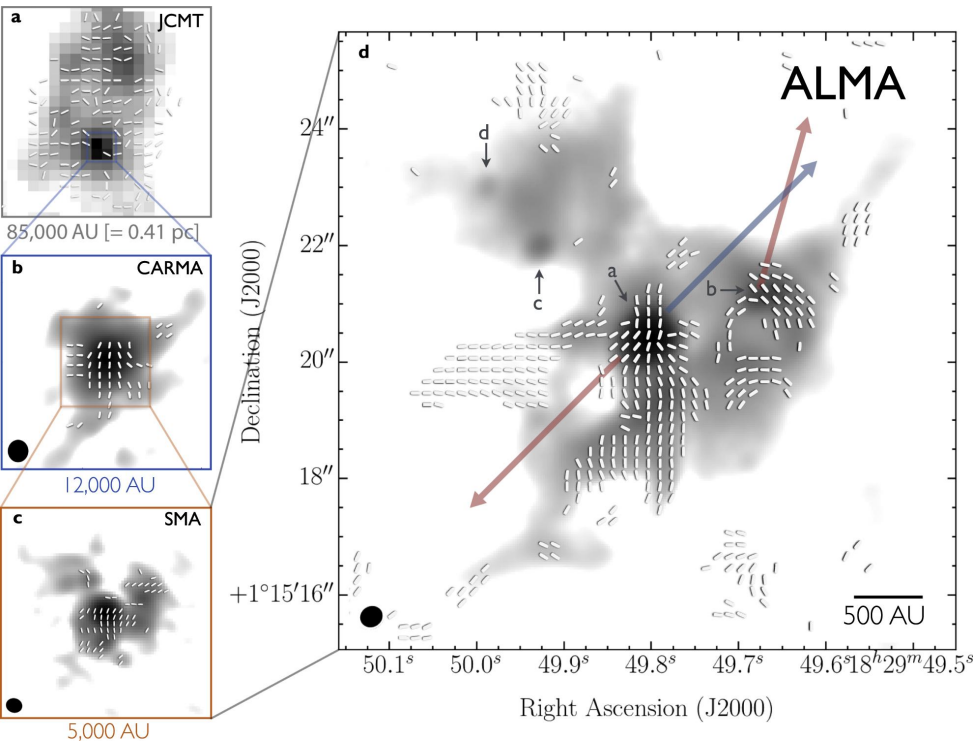 a
JCMT
85,000 AU [= 0.41 pc]
b
CARMA
12,000 AU
c
SMA
5,000 AU
d
ALMA
d
c
a
b
24″
22″
20″
18″
+1°15′16″
Declination (J2000)
500 AU
50.1ˢ 50.0ˢ 49.9ˢ 49.8ˢ 49.7ˢ 49.6ˢ18ʰ29ᵐ49.5ˢ
Right Ascension (J2000)